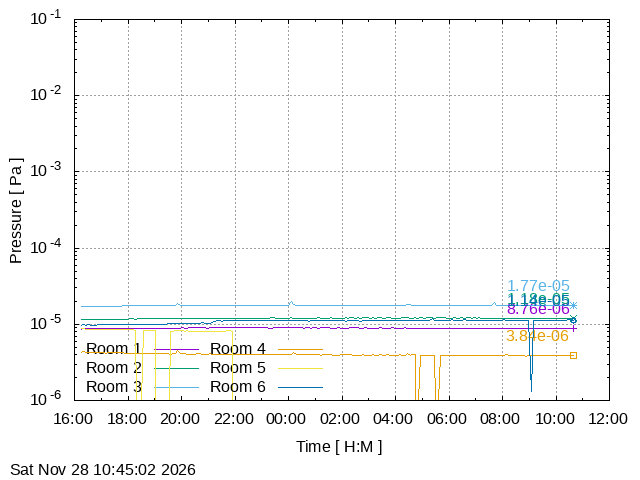 10^-1
10^-2
10^-3
10^-4
10^-5
10^-6
Pressure [ Pa ]
1.77e-05
1.14e-05
8.76e-06
3.84e-06
Room 1 Room 4
Room 2 Room 5
Room 3 Room 6
16:00 18:00 20:00 22:00 00:00 02:00 04:00 06:00 08:00 10:00 12:00
Time [ H:M ]
Sat Nov 28 10:45:02 2026